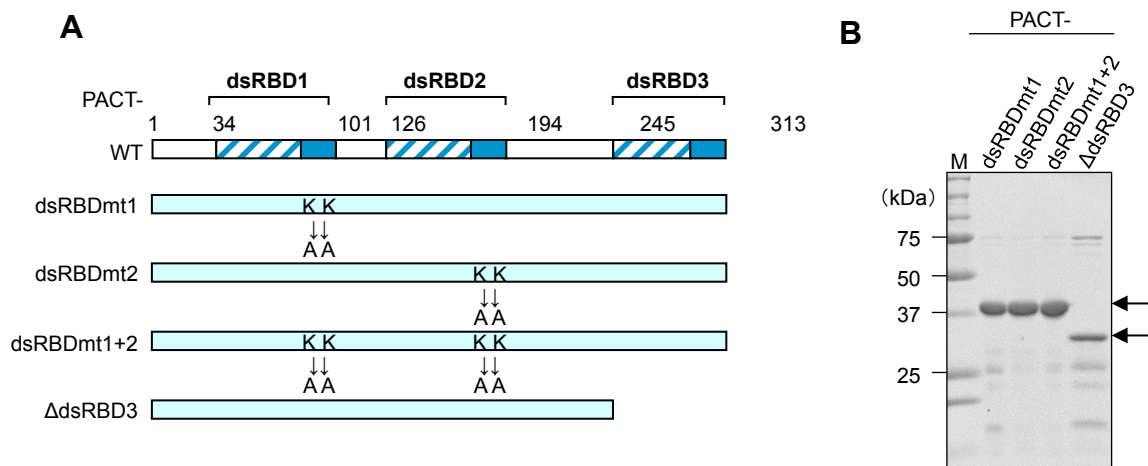 A
dsRBD1 dsRBD2 dsRBD3
PACT-
1 34 101 126 194 245 313
WT
dsRBDmt1
K K
↓↓
A A
dsRBDmt2
K K
↓↓
A A
dsRBDmt1+2
K K K K
↓↓ ↓↓
A A A A
ΔdsRBD3
B
PACT-
M dsRBDmt1 dsRBDmt2 dsRBDmt1+2 ΔdsRBD3
(kDa)
75
50
37
25